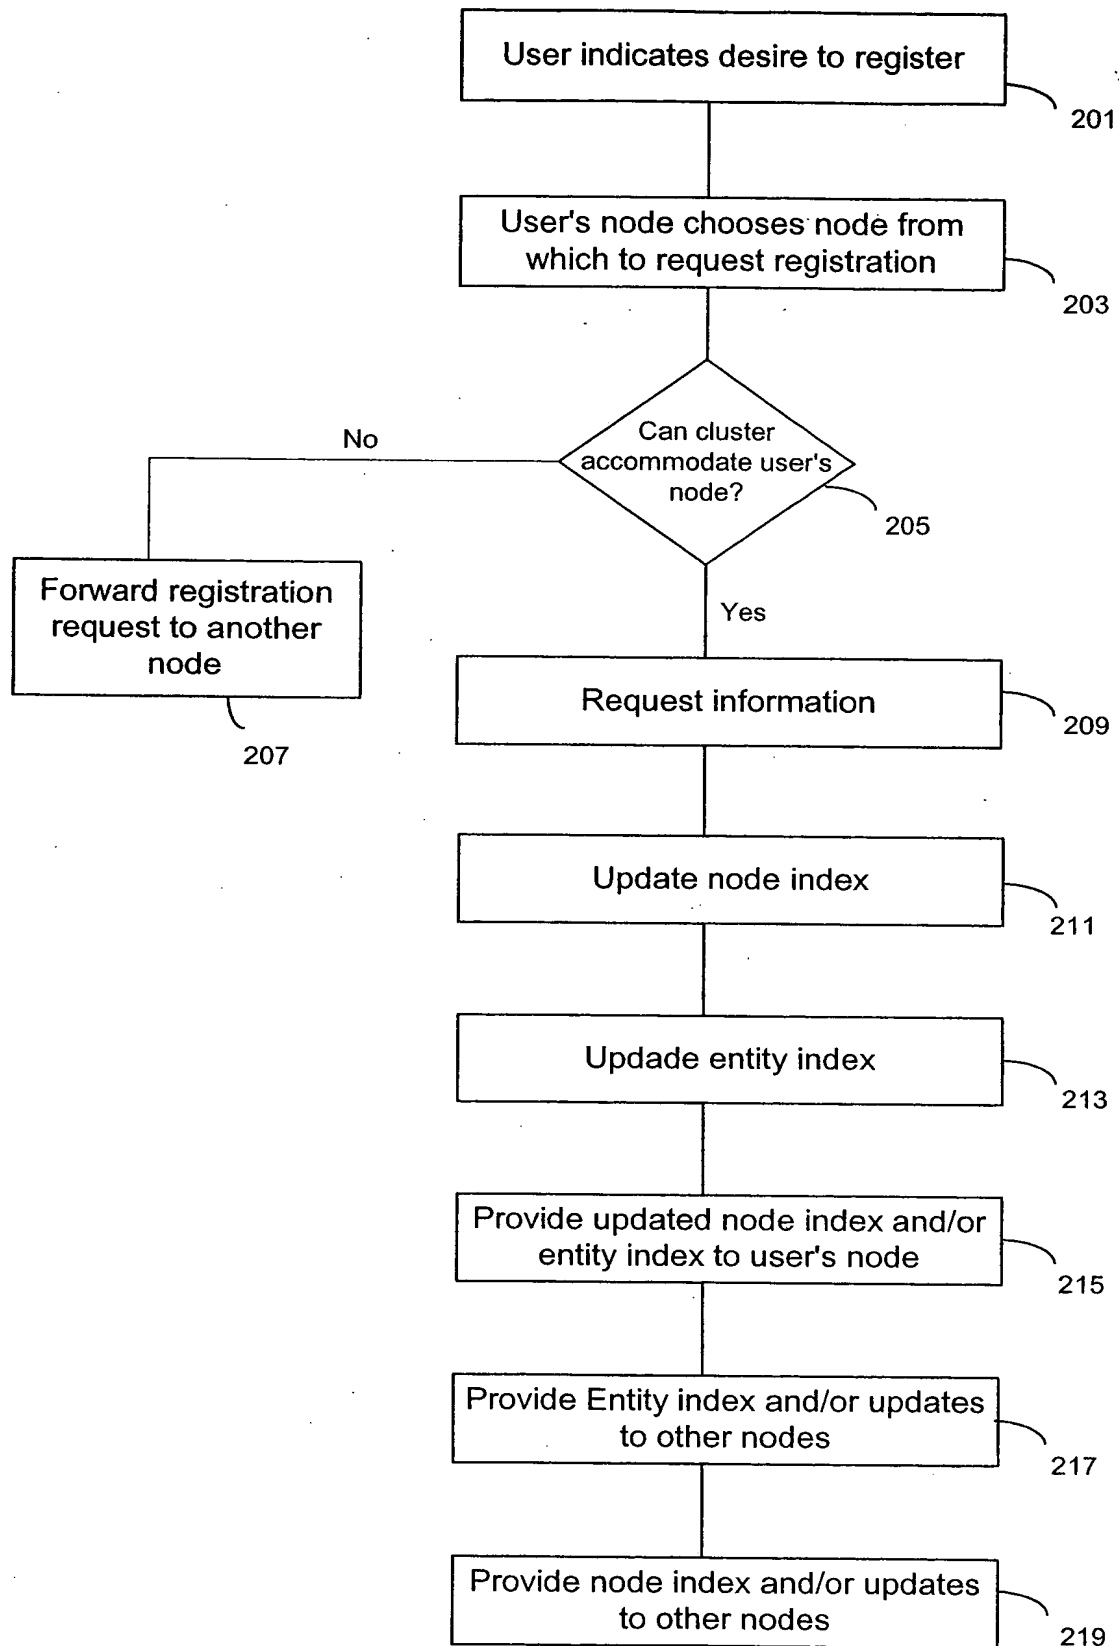 User indicates desire to register
201
User's node chooses node from
which to request registration
203
Can cluster
accommodate user's
node?
205
No
Forward registration
request to another
node
207
Yes
Request information
209
Update node index
211
Updade entity index
213
Provide updated node index and/or
entity index to user's node
215
Provide Entity index and/or updates
to other nodes
217
Provide node index and/or updates
to other nodes
219